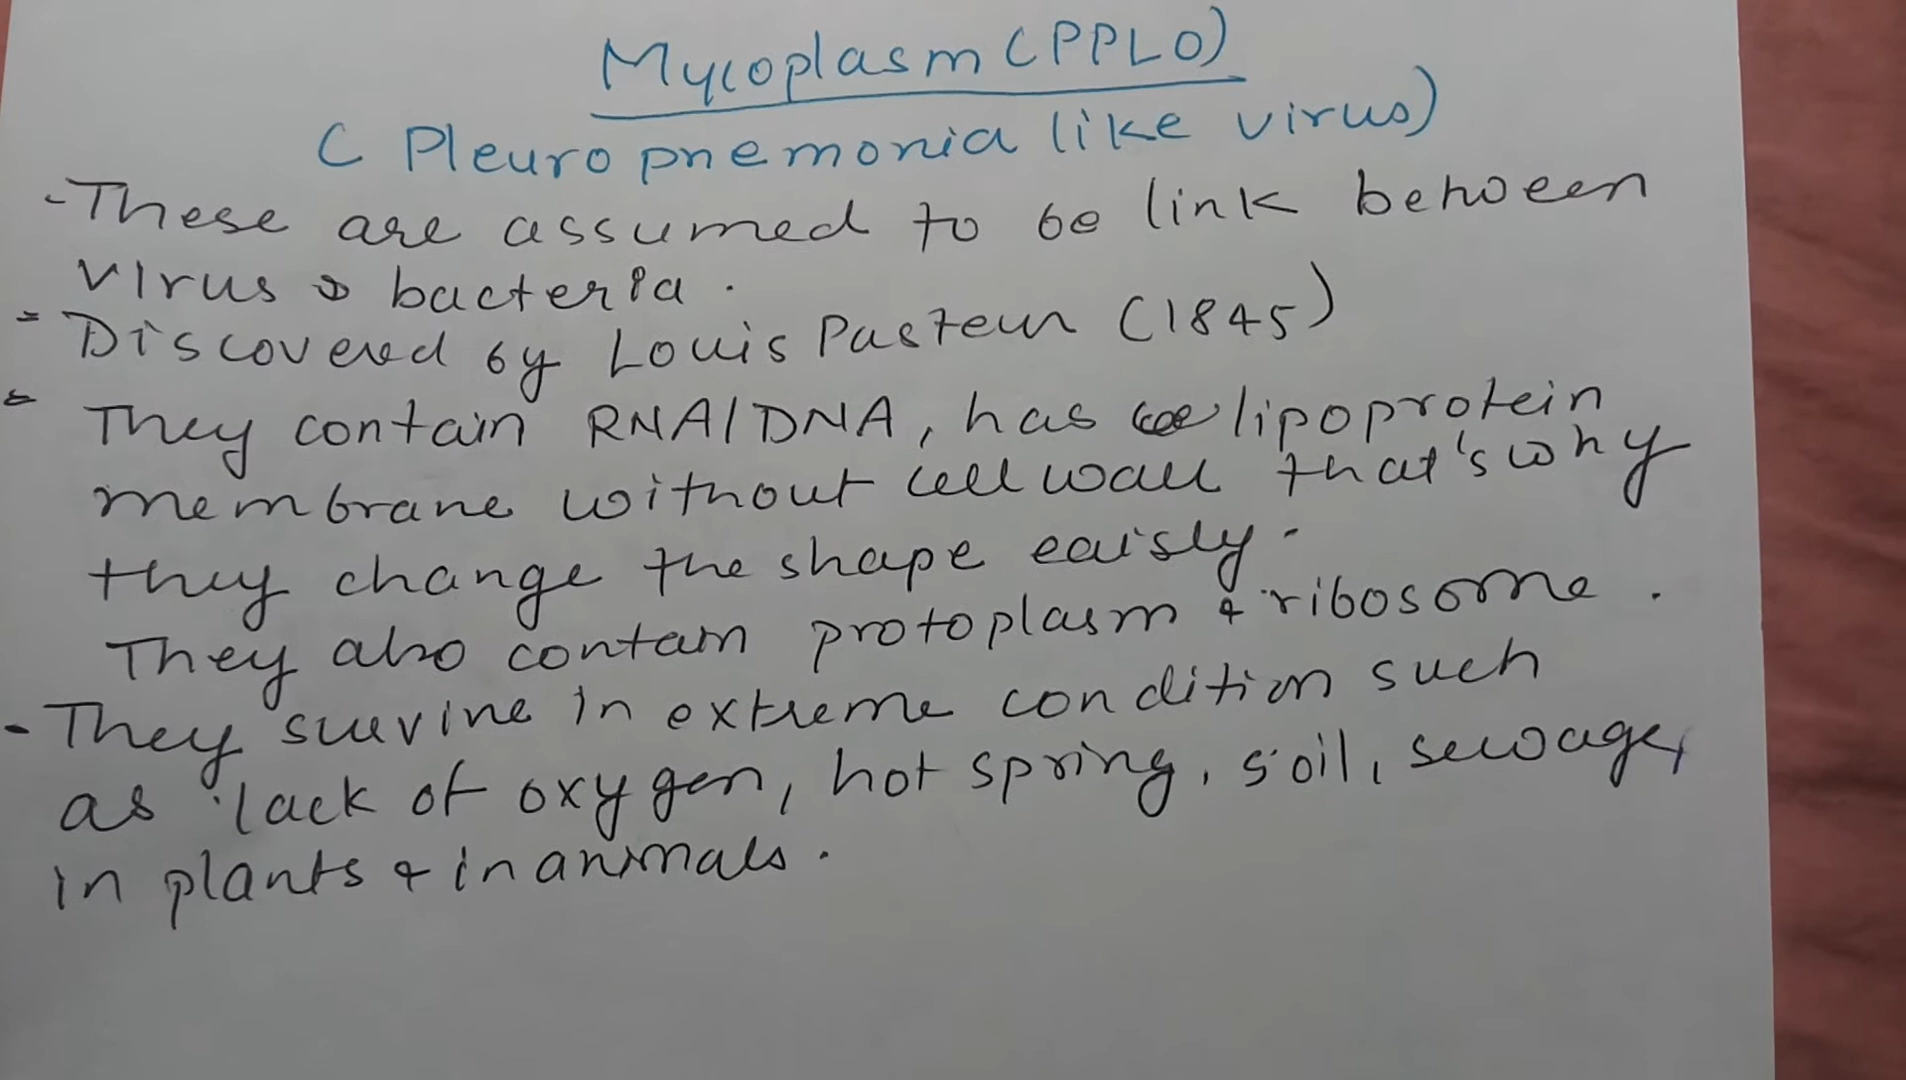 Mycoplasm (PPLO)
( Pleuropnemonia like virus)
- These are assumed to be link between
virus & bacteria .
= Discovered by Louis Pasteur (1845)
= They contain RNA/DNA, has lipoprotein
membrane without cell wall that's why
they change the shape eaisly .
They also contain protoplasm & ribosome .
- They survine in extreme condition such
as lack of oxygen, hot spring, soil, sewage,
in plants & in animals .